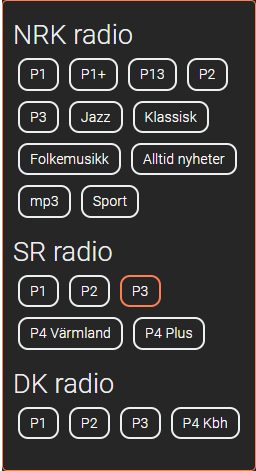 NRK radio
P1 P1+ P13 P2
P3 Jazz Klassisk
Folkemusikk Alltid nyheter
mp3 Sport
SR radio
P1 P2 P3
P4 Värmland P4 Plus
DK radio
P1 P2 P3 P4 Kbh